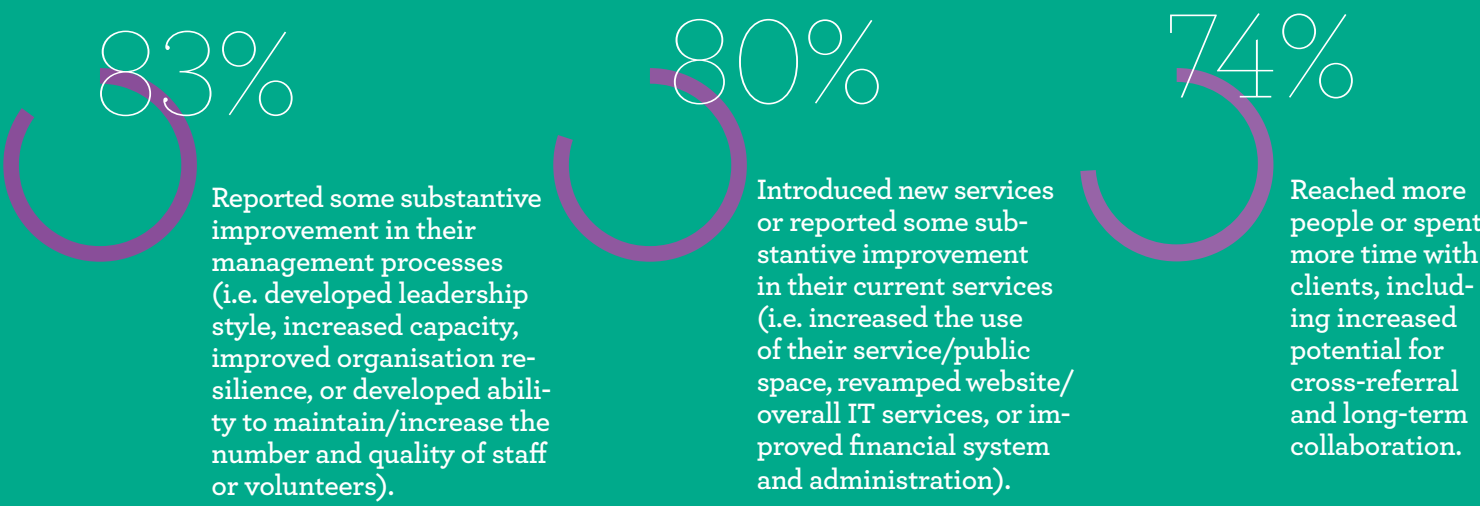 83%
Reported some substantive
improvement in their
management processes
(i.e. developed leadership
style, increased capacity,
improved organisation re-
silience, or developed abili-
ty to maintain/increase the
number and quality of staff
or volunteers).
80%
Introduced new services
or reported some sub-
stantive improvement
in their current services
(i.e. increased the use
of their service/public
space, revamped website/
overall IT services, or im-
proved financial system
and administration).
74%
Reached more
people or spent
more time with
clients, includ-
ing increased
potential for
cross-referral
and long-term
collaboration.